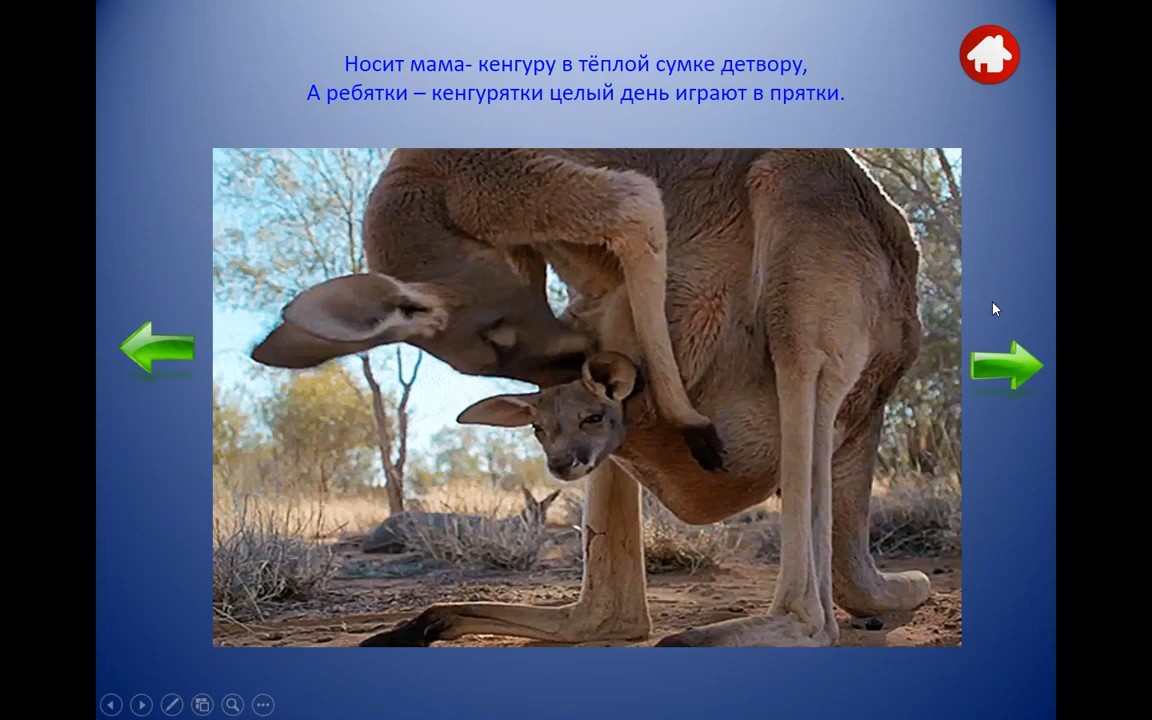 Носит мама- кенгуру в тёплой сумке детвору,
А ребятки – кенгурятки целый день играют в прятки.